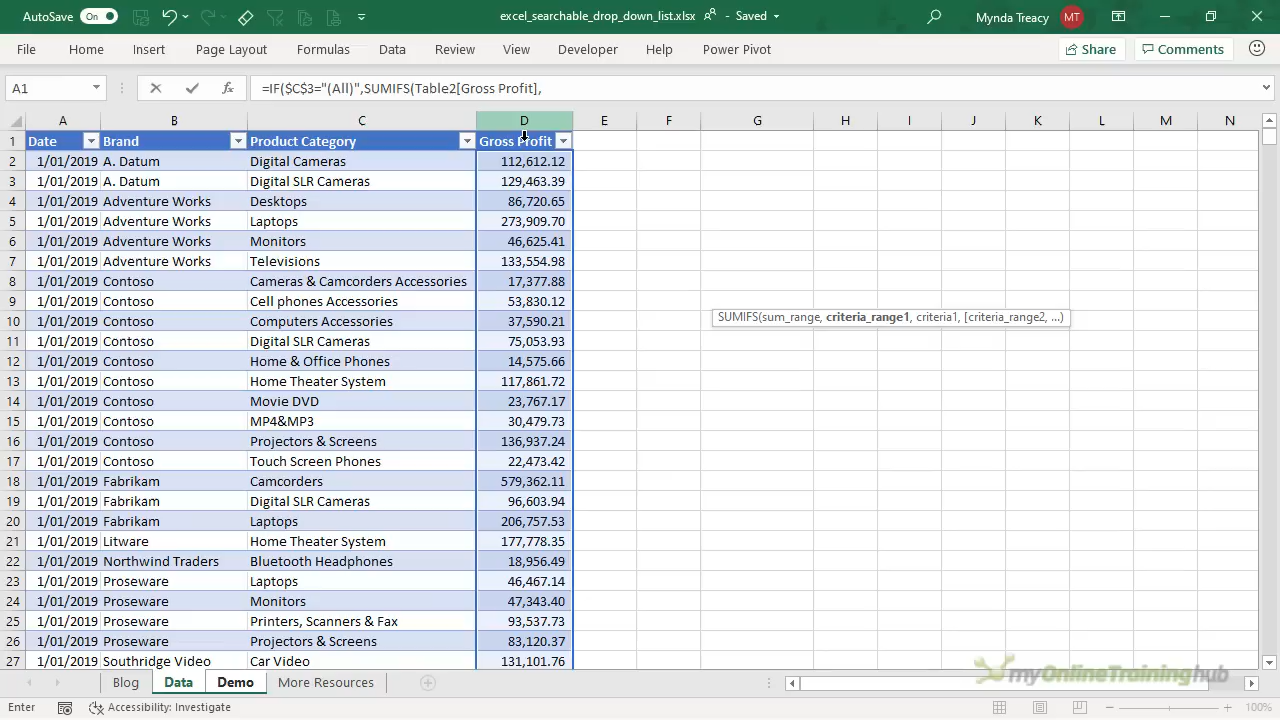 AutoSave On excel_searchable_drop_down_list.xlsx - Saved Mynda Treacy MT
File Home Insert Page Layout Formulas Data Review View Developer Help Power Pivot Share Comments
A1 fx =IF($C$3="(All)",SUMIFS(Table2[Gross Profit],
A B C D E F G H I J K L M N
1 Date Brand Product Category Gross Profit
2 1/01/2019 A. Datum Digital Cameras 112,612.12
3 1/01/2019 A. Datum Digital SLR Cameras 129,463.39
4 1/01/2019 Adventure Works Desktops 86,720.65
5 1/01/2019 Adventure Works Laptops 273,909.70
6 1/01/2019 Adventure Works Monitors 46,625.41
7 1/01/2019 Adventure Works Televisions 133,554.98
8 1/01/2019 Contoso Cameras & Camcorders Accessories 17,377.88
9 1/01/2019 Contoso Cell phones Accessories 53,830.12
10 1/01/2019 Contoso Computers Accessories 37,590.21 SUMIFS(sum_range, criteria_range1, criteria1, [criteria_range2, ...)
11 1/01/2019 Contoso Digital SLR Cameras 75,053.93
12 1/01/2019 Contoso Home & Office Phones 14,575.66
13 1/01/2019 Contoso Home Theater System 117,861.72
14 1/01/2019 Contoso Movie DVD 23,767.17
15 1/01/2019 Contoso MP4&MP3 30,479.73
16 1/01/2019 Contoso Projectors & Screens 136,937.24
17 1/01/2019 Contoso Touch Screen Phones 22,473.42
18 1/01/2019 Fabrikam Camcorders 579,362.11
19 1/01/2019 Fabrikam Digital SLR Cameras 96,603.94
20 1/01/2019 Fabrikam Laptops 206,757.53
21 1/01/2019 Litware Home Theater System 177,778.35
22 1/01/2019 Northwind Traders Bluetooth Headphones 18,956.49
23 1/01/2019 Proseware Laptops 46,467.14
24 1/01/2019 Proseware Monitors 47,343.40
25 1/01/2019 Proseware Printers, Scanners & Fax 93,537.73
26 1/01/2019 Proseware Projectors & Screens 83,120.37
27 1/01/2019 Southridge Video Car Video 131,101.76
myOnlineTraininghub
Blog Data Demo More Resources
Enter Accessibility: Investigate 100%